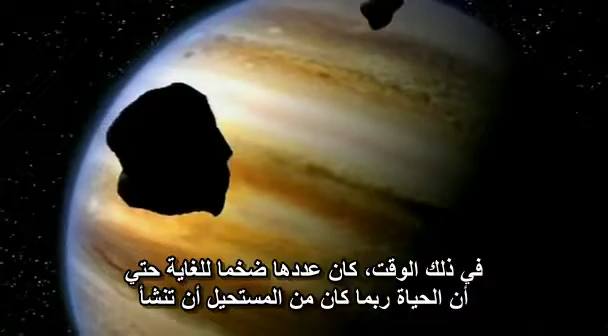 في ذلك الوقت، كان عددها ضخما للغاية حتي
أن الحياة ربما كان من المستحيل أن تنشأ